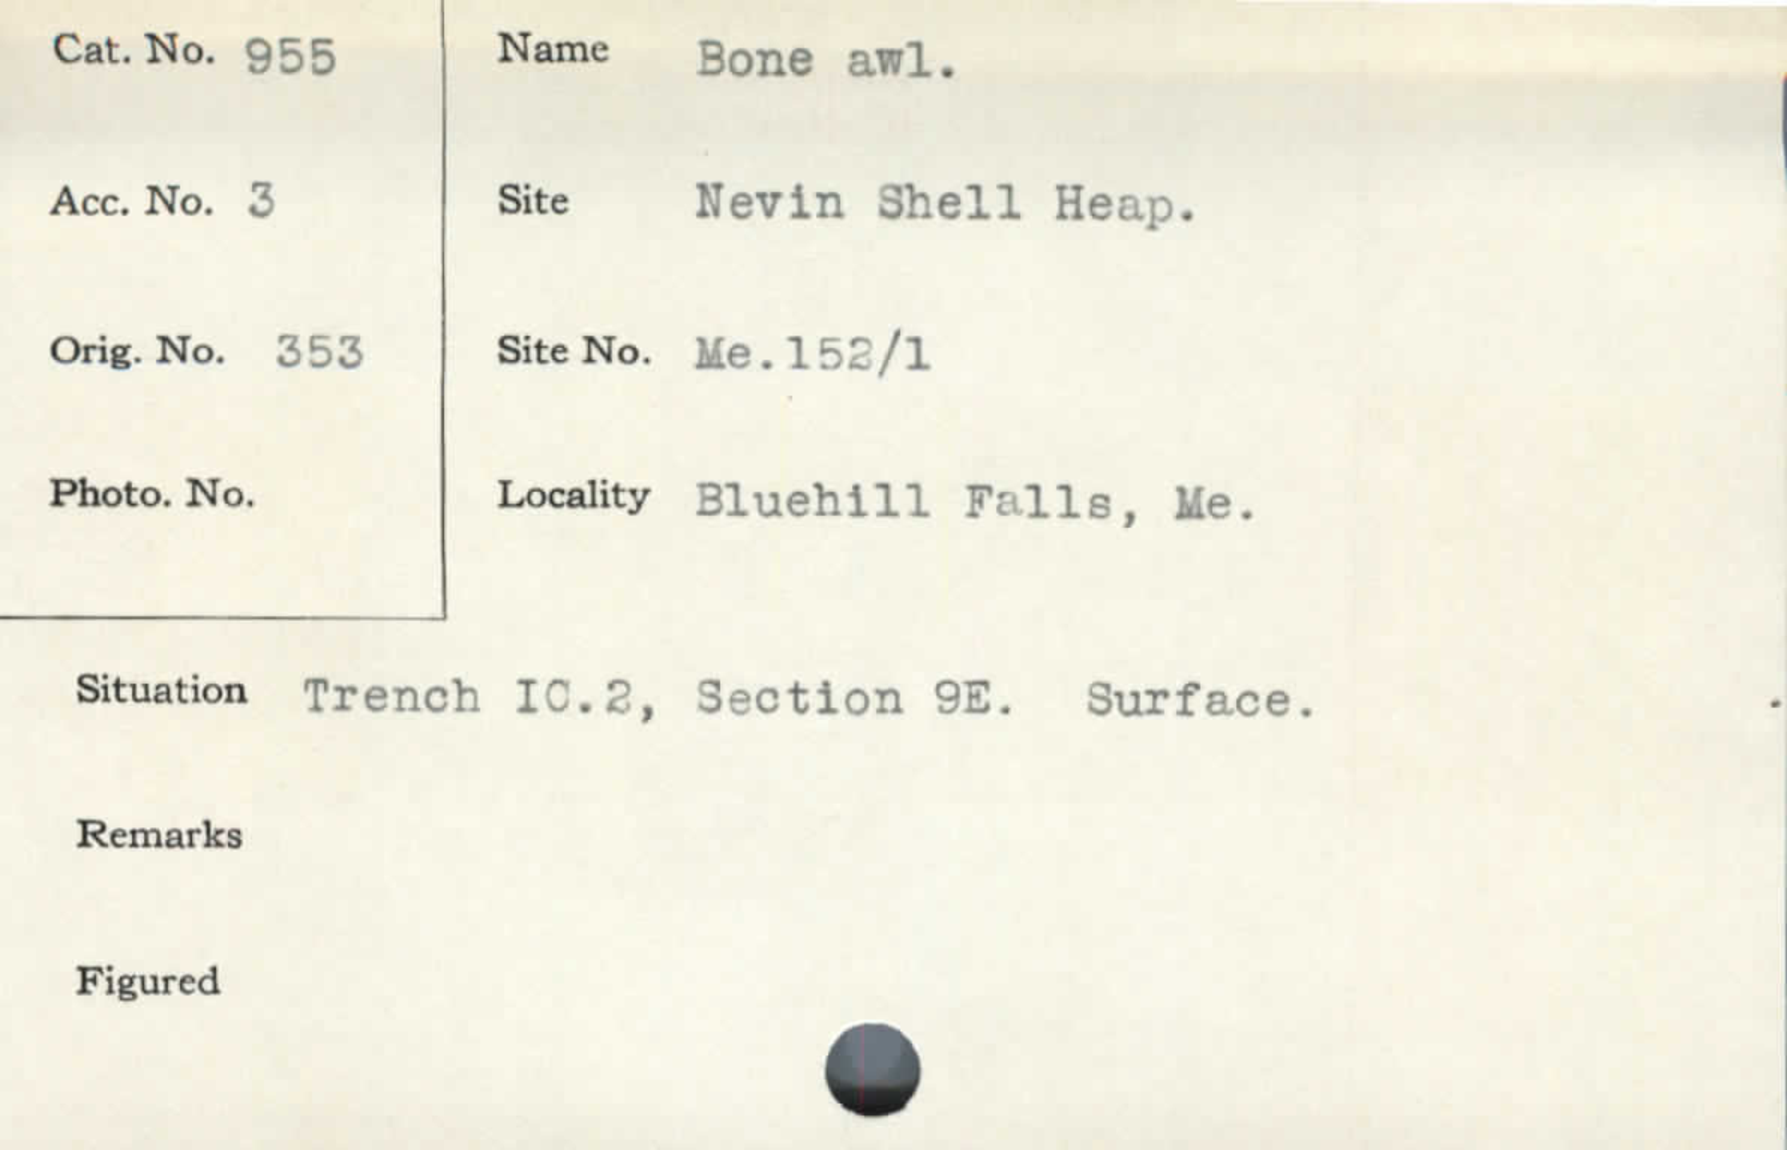 Cat. No. 955
Name Bone awl.
Acc. No. 3
Site Nevin Shell Heap.
Orig. No. 353
Site No. Me.152/1
Photo. No.
Locality Bluehill Falls, Me.
Situation Trench IC.2, Section 9E. Surface.
Remarks
Figured